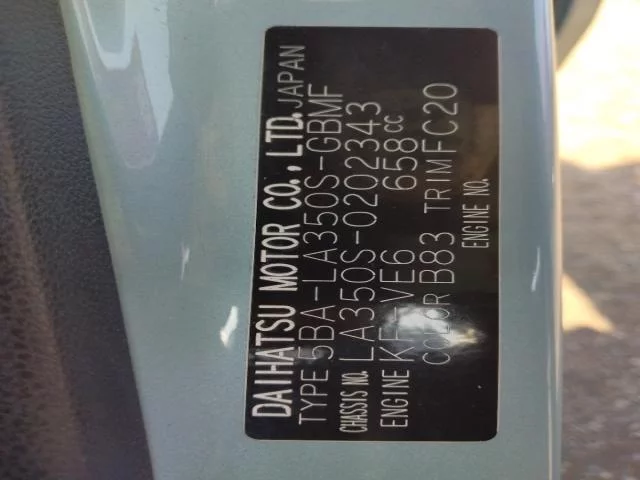 DAIHATSU MOTOR CO., LTD. JAPAN
TYPE 5BA-LA350S-GBMF
CHASSIS NO. LA350S-0202343
ENGINE KF-VE6 658cc
COLOR B83 TRIM FC20
ENGINE NO.